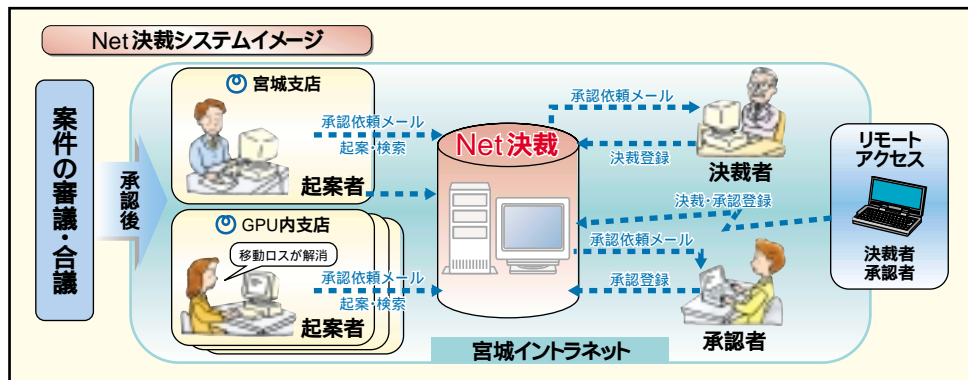 Net決裁システムイメージ
案件の審議・合議
承認後
宮城支店
起案者
承認依頼メール
起案・検索
GPU内支店
移動ロスが解消
起案者
承認依頼メール
起案・検索
Net決裁
承認依頼メール
決裁登録
決裁者
決裁・承認登録
承認依頼メール
承認登録
承認者
リモート
アクセス
決裁者
承認者
宮城イントラネット